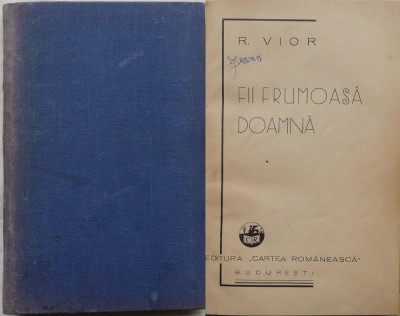 R. VIOR
FII FRUMOASĂ
DOAMNĂ
C R
EDITURA „CARTEA ROMÂNEASCĂ"
BUCUREȘTI